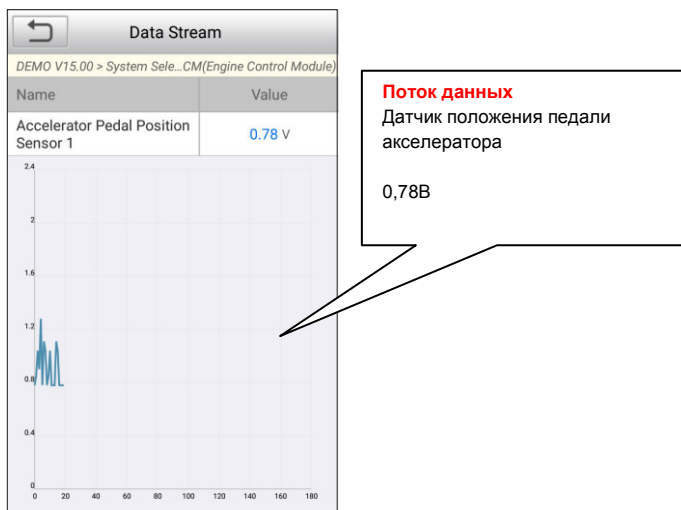 Data Stream
DEMO V15.00 > System Sele...CM(Engine Control Module)
Name Value
Accelerator Pedal Position
Sensor 1
0.78 V
2.4
2
1.6
1.2
0.8
0.4
0
0 20 40 60 80 100 120 140 160 180
Поток данных
Датчик положения педали
акселератора
0,78В